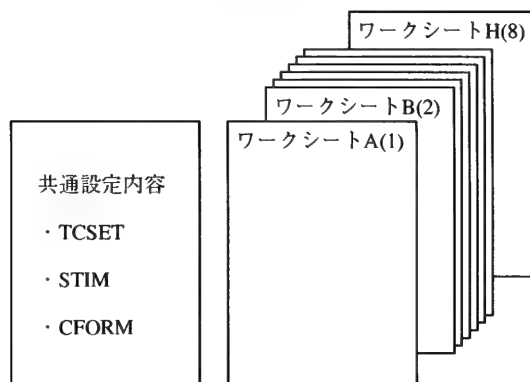 ワークシートH(8)
ワークシートB(2)
ワークシートA(1)
共通設定内容
・TCSET
・STIM
・CFORM